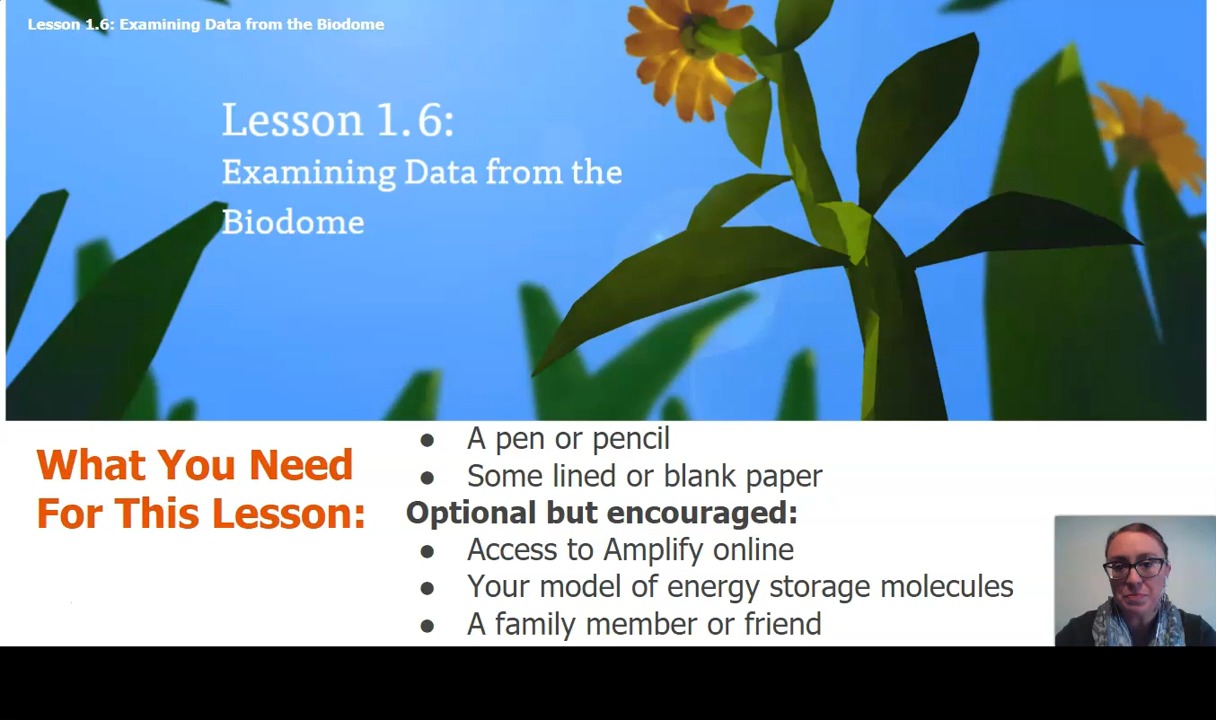 Lesson 1.6: Examining Data from the Biodome
Lesson 1.6:
Examining Data from the
Biodome
What You Need
For This Lesson:
● A pen or pencil
● Some lined or blank paper
Optional but encouraged:
● Access to Amplify online
● Your model of energy storage molecules
● A family member or friend